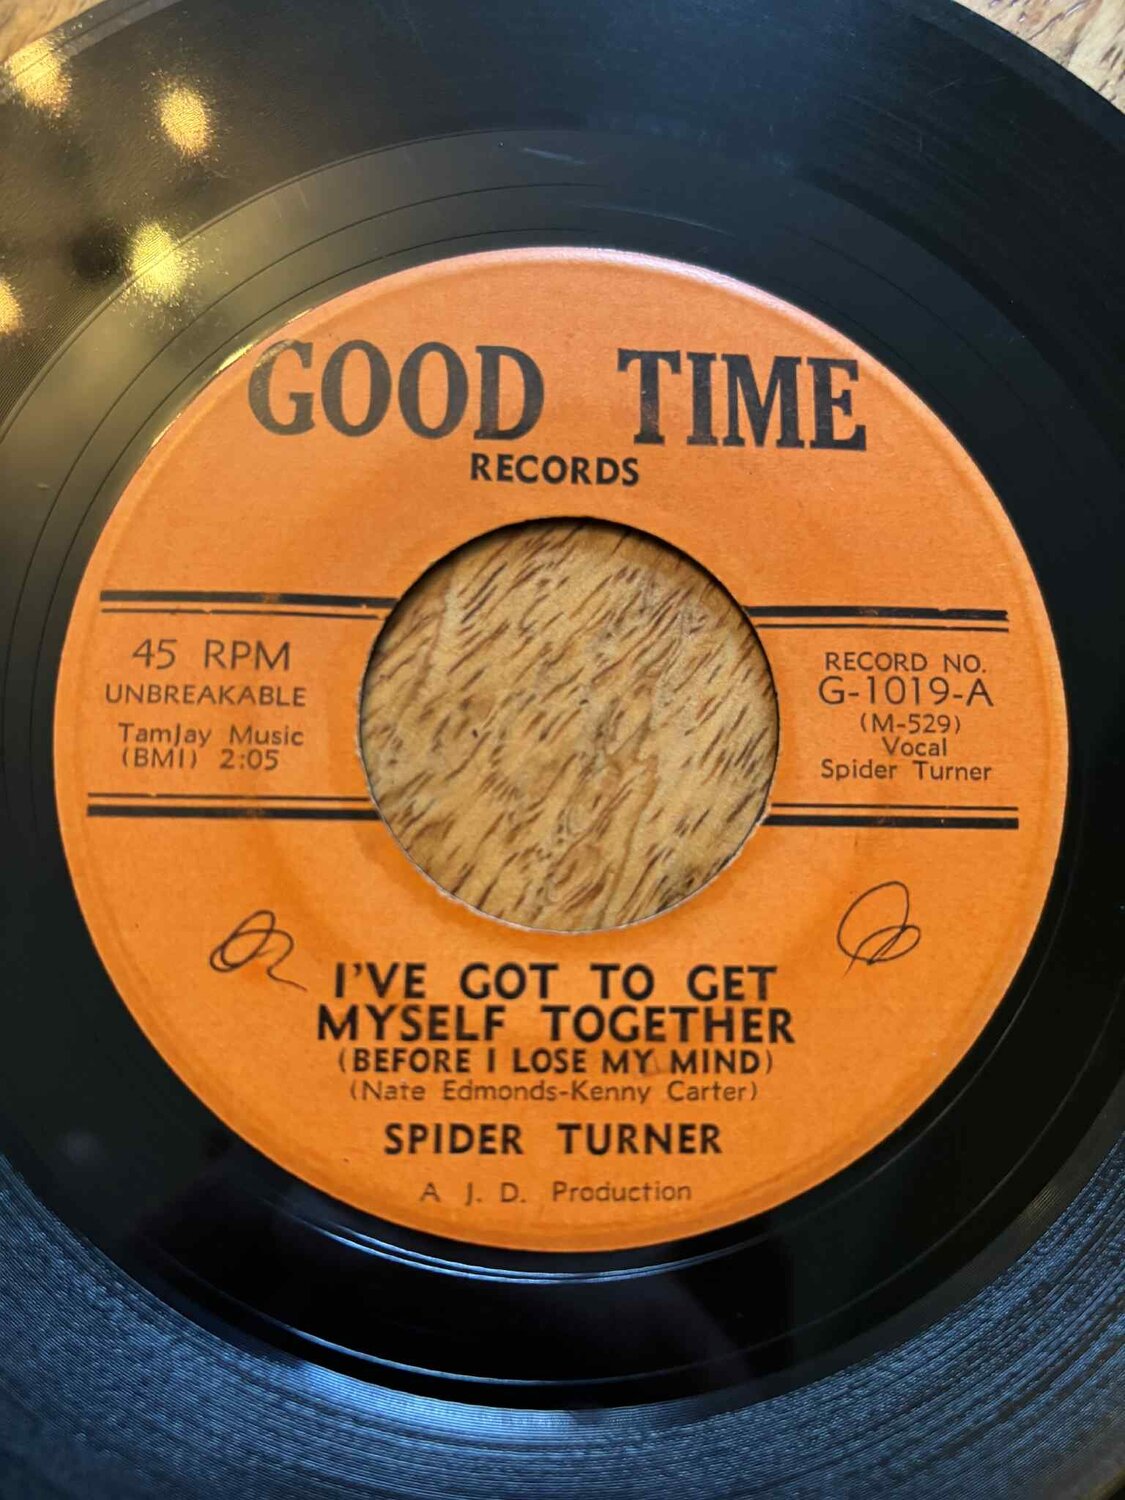 GOOD TIME
RECORDS
45 RPM
UNBREAKABLE
TamJay Music
(BMI) 2:05
RECORD NO.
G-1019-A
(M-529)
Vocal
Spider Turner
I'VE GOT TO GET
MYSELF TOGETHER
(BEFORE I LOSE MY MIND)
(Nate Edmonds-Kenny Carter)
SPIDER TURNER
A J. D. Production